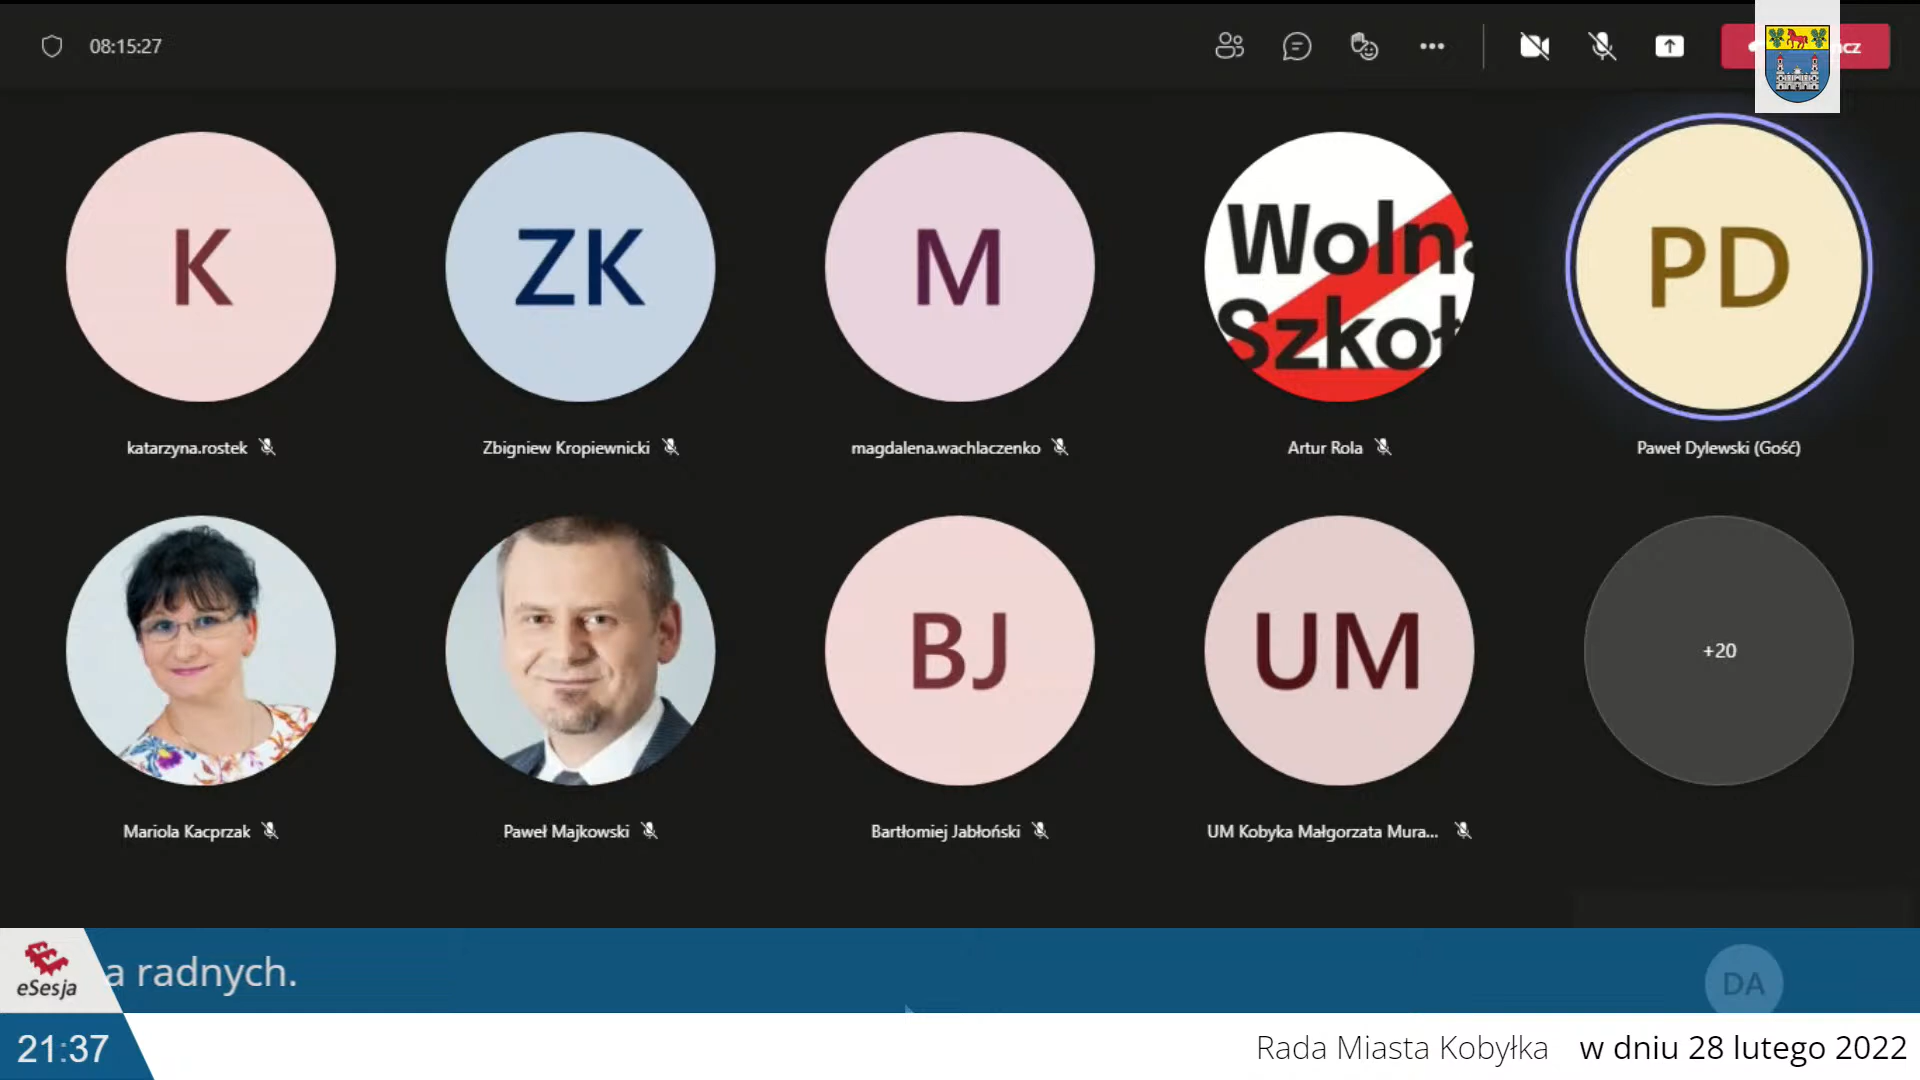 08:15:27
cz
K
ZK
M
Woln
Szkoł
PD
katarzyna.rostek
Zbigniew Kropiewnicki
magdalena.wachlaczenko
Artur Rola
Paweł Dylewski (Gość)
BJ
UM
+20
Mariola Kacprzak
Paweł Majkowski
Bartłomiej Jabłoński
UM Kobyka Małgorzata Mura...
eSesja
a radnych.
DA
21:37
Rada Miasta Kobyłka w dniu 28 lutego 2022